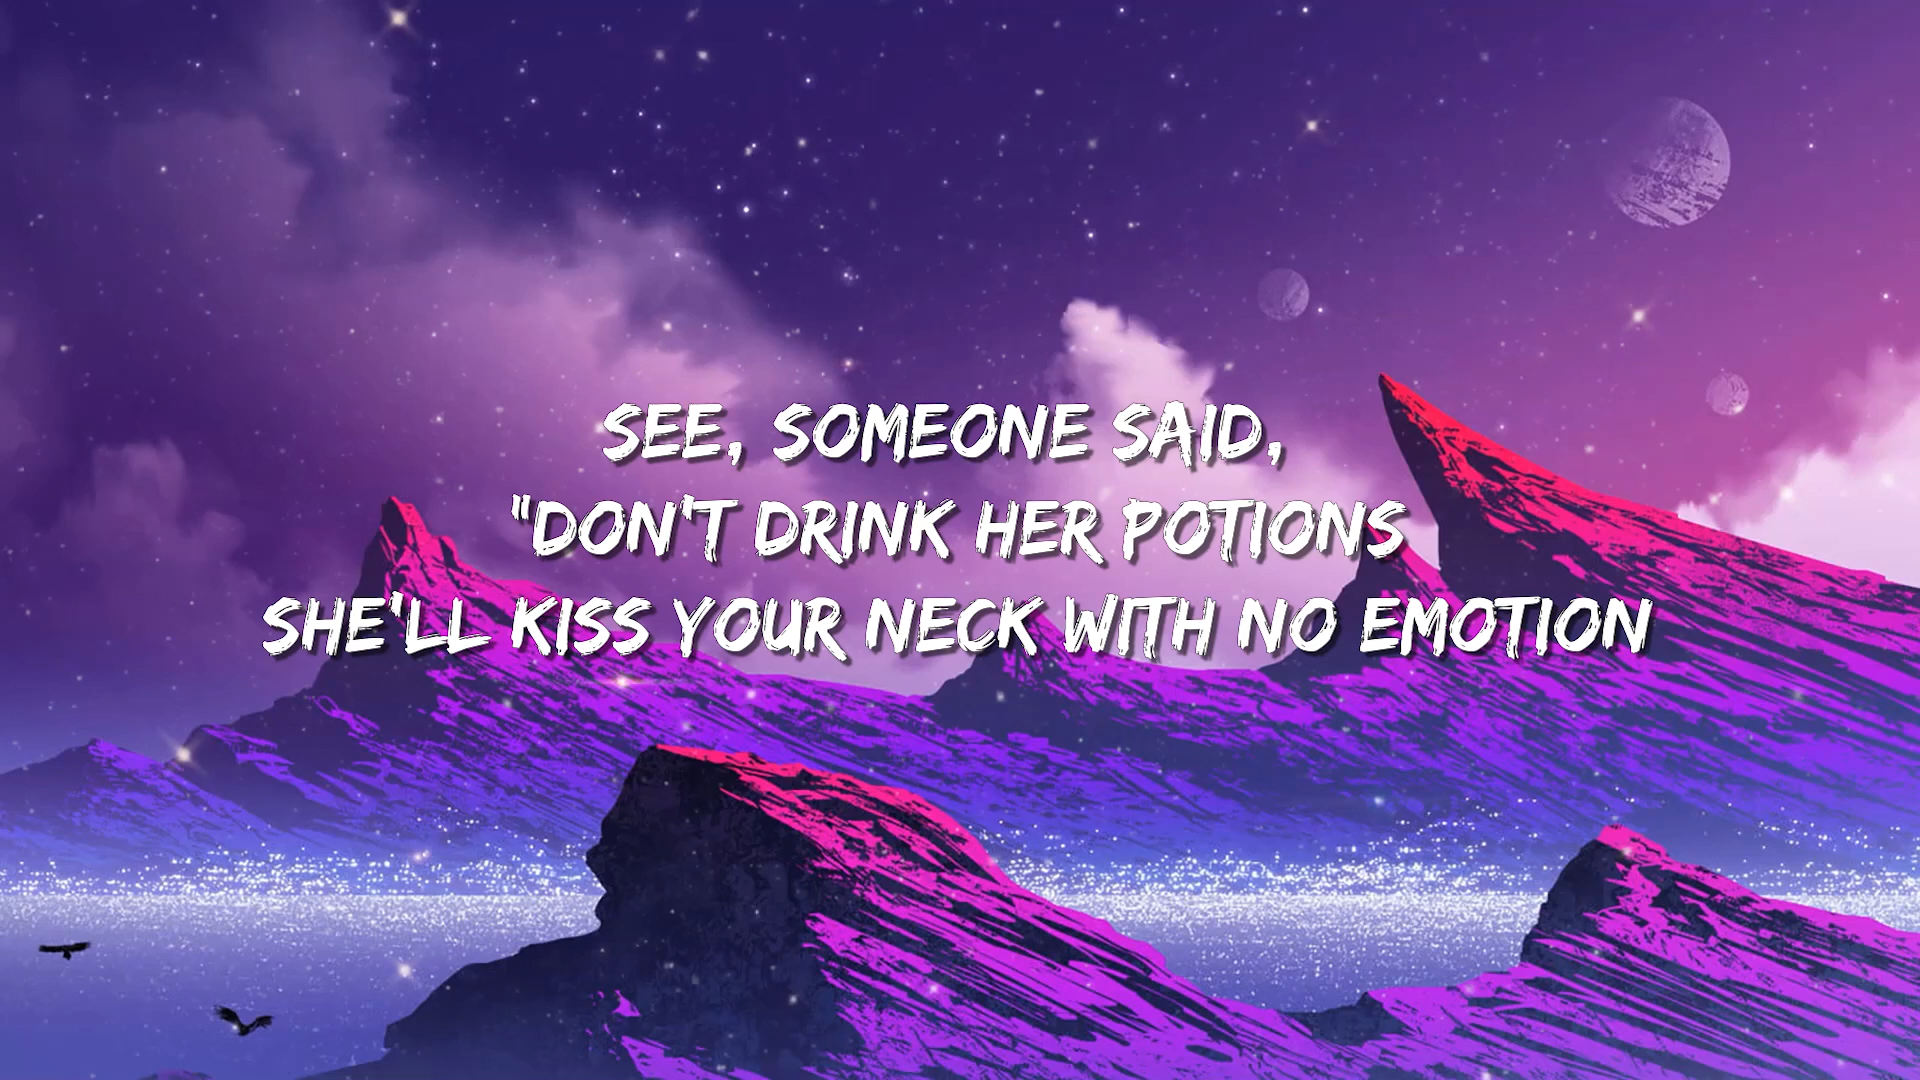 SEE, SOMEONE SAID,
"DON'T DRINK HER POTIONS
SHE'LL KISS YOUR NECK WITH NO EMOTION